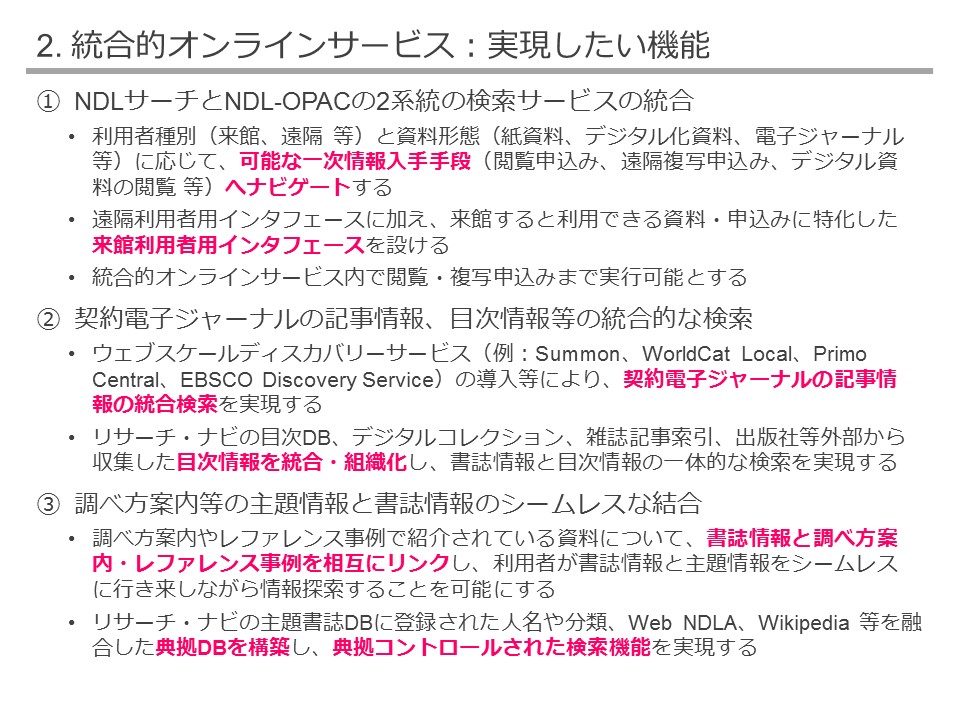 2. 統合的オンラインサービス：実現したい機能
① NDLサーチとNDL-OPACの2系統の検索サービスの統合
• 利用者種別（来館、遠隔 等）と資料形態（紙資料、デジタル化資料、電子ジャーナル
等）に応じて、可能な一次情報入手手段（閲覧申込み、遠隔複写申込み、デジタル資
料の閲覧 等）へナビゲートする
• 遠隔利用者用インタフェースに加え、来館すると利用できる資料・申込みに特化した
来館利用者用インタフェースを設ける
• 統合的オンラインサービス内で閲覧・複写申込みまで実行可能とする
② 契約電子ジャーナルの記事情報、目次情報等の統合的な検索
• ウェブスケールディスカバリーサービス（例：Summon、WorldCat Local、Primo
Central、EBSCO Discovery Service）の導入等により、契約電子ジャーナルの記事情
報の統合検索を実現する
• リサーチ・ナビの目次DB、デジタルコレクション、雑誌記事索引、出版社等外部から
収集した目次情報を統合・組織化し、書誌情報と目次情報の一体的な検索を実現する
③ 調べ方案内等の主題情報と書誌情報のシームレスな結合
• 調べ方案内やレファレンス事例で紹介されている資料について、書誌情報と調べ方案
内・レファレンス事例を相互にリンクし、利用者が書誌情報と主題情報をシームレス
に行き来しながら情報探索することを可能にする
• リサーチ・ナビの主題書誌DBに登録された人名や分類、Web NDLA、Wikipedia 等を融
合した典拠DBを構築し、典拠コントロールされた検索機能を実現する